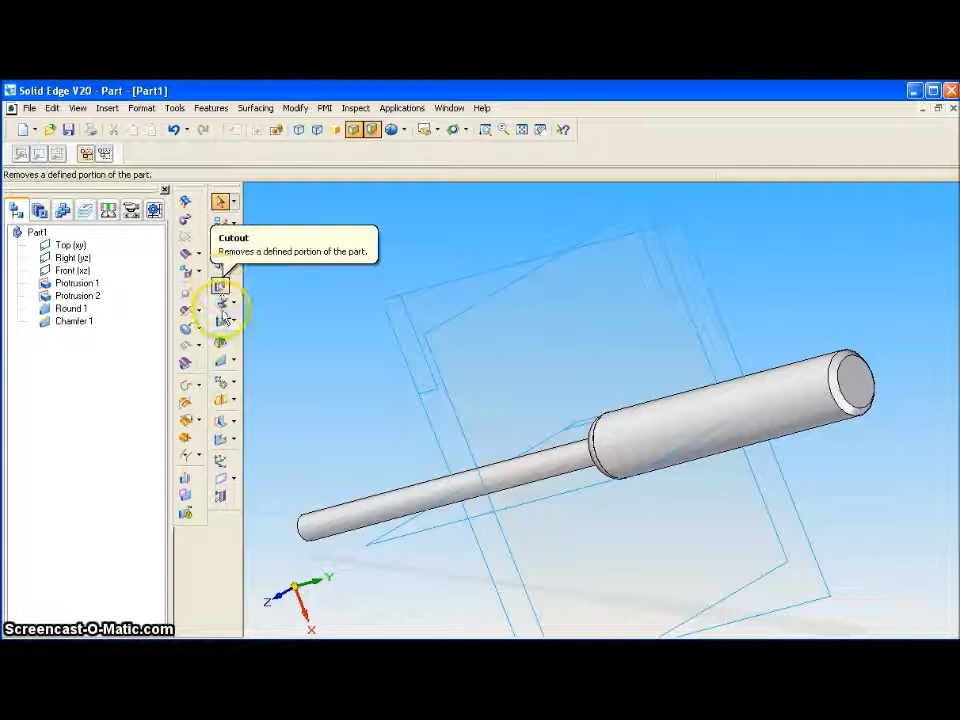 Solid Edge V20 - Part - [Part1]
File Edit View Insert Format Tools Features Surfacing Modify PMI Inspect Applications Window Help
Removes a defined portion of the part.
Cutout
Removes a defined portion of the part.
Part1
Top (xy)
Right (yz)
Front (xz)
Protrusion 1
Protrusion 2
Round 1
Chamfer 1
Y
Z
X
Screencast-O-Matic.com